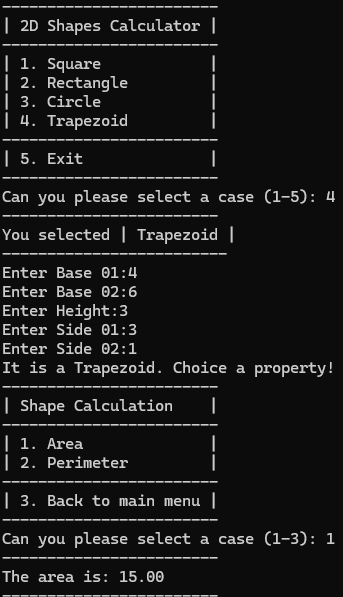 ------------------------
| 2D Shapes Calculator |
------------------------
| 1. Square            |
| 2. Rectangle         |
| 3. Circle            |
| 4. Trapezoid         |
------------------------
| 5. Exit              |
------------------------
Can you please select a case (1-5): 4
------------------------
You selected | Trapezoid |
-------------------------
Enter Base 01:4
Enter Base 02:6
Enter Height:3
Enter Side 01:3
Enter Side 02:1
It is a Trapezoid. Choice a property!
------------------------
| Shape Calculation    |
------------------------
| 1. Area              |
| 2. Perimeter         |
------------------------
| 3. Back to main menu |
------------------------
Can you please select a case (1-3): 1
------------------------
The area is: 15.00
------------------------